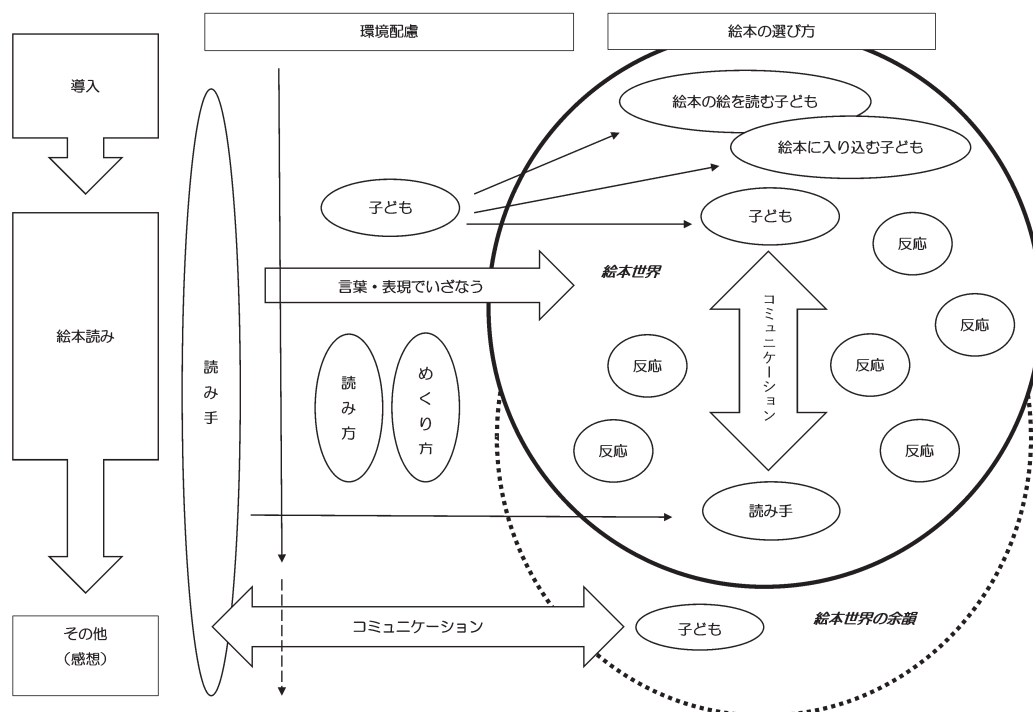 環境配慮
絵本の選び方
導入
絵本の絵を読む子ども
絵本に入り込む子ども
子ども
子ども
反応
絵本世界
言葉・表現でいざなう
コミュニケーション
反応
絵本読み
読み手
読み方
めくり方
反応
反応
反応
反応
読み手
その他
(感想)
コミュニケーション
子ども
絵本世界の余韻